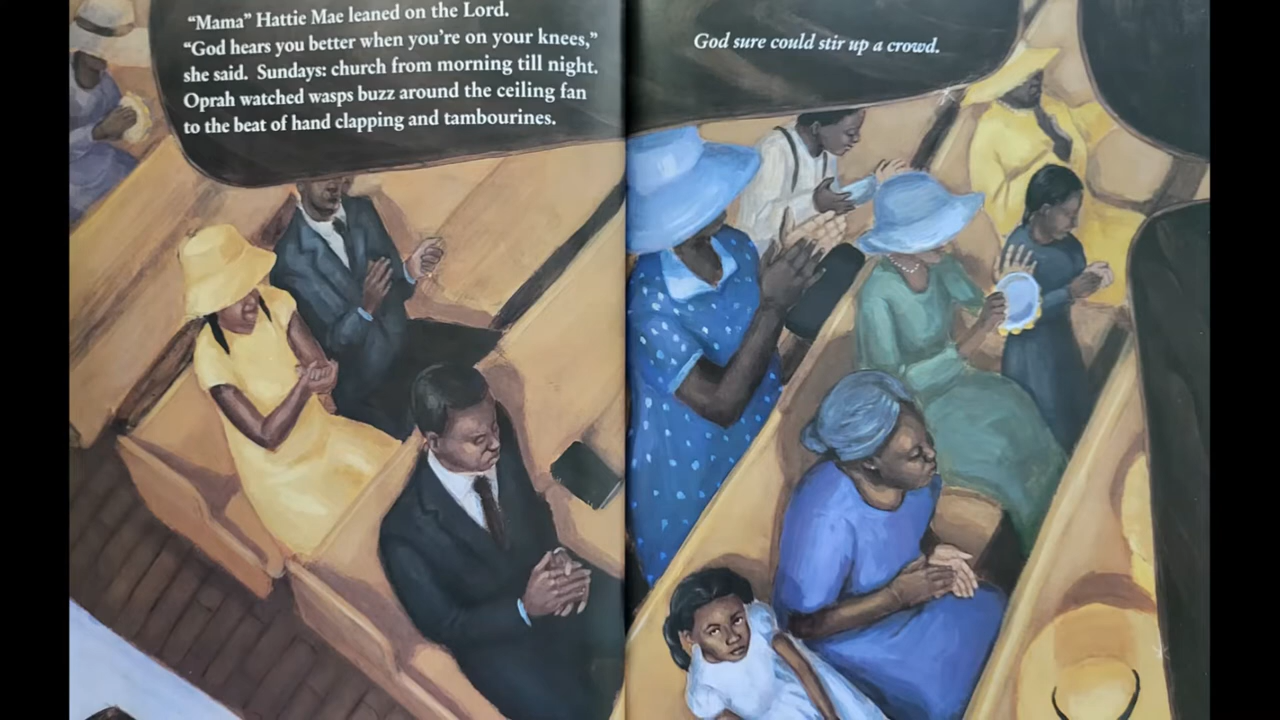 “Mama” Hattie Mae leaned on the Lord.
“God hears you better when you’re on your knees,”
she said. Sundays: church from morning till night.
Oprah watched wasps buzz around the ceiling fan
to the beat of hand clapping and tambourines.
God sure could stir up a crowd.